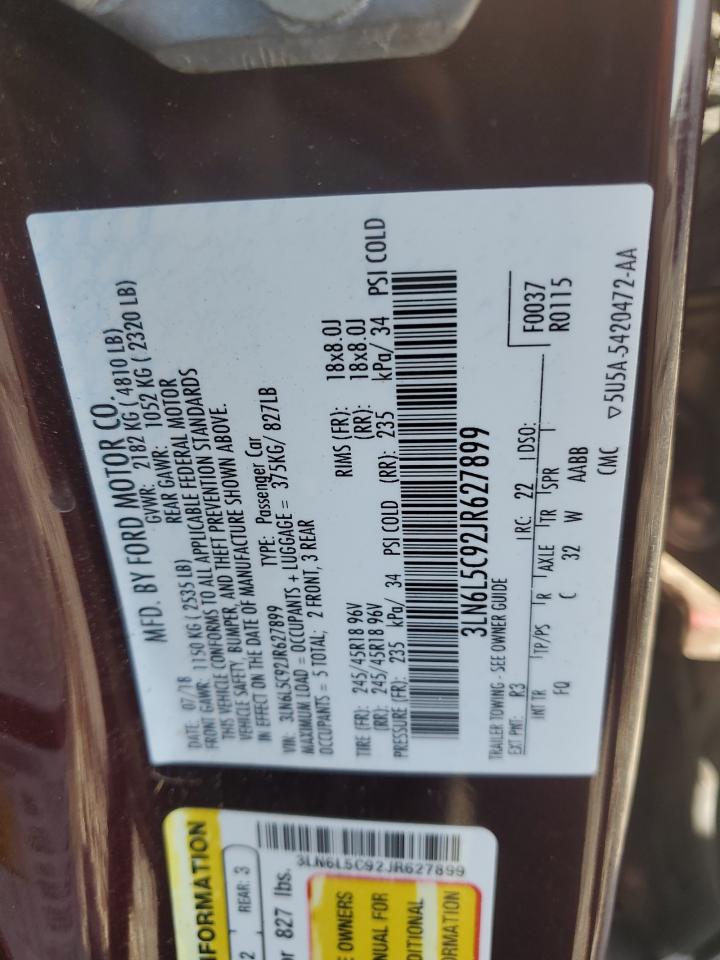 MFD. BY FORD MOTOR CO.
DATE: 07/18 GVWR: 2182 KG ( 4810 LB)
FRONT GAWR: 1150 KG ( 2535 LB) REAR GAWR: 1052 KG ( 2320 LB)
THIS VEHICLE CONFORMS TO ALL APPLICABLE FEDERAL MOTOR
VEHICLE SAFETY, BUMPER, AND THEFT PREVENTION STANDARDS
IN EFFECT ON THE DATE OF MANUFACTURE SHOWN ABOVE.
VIN: 3LN6L5C92JR627899 TYPE: Passenger Car
MAXIMUM LOAD = OCCUPANTS + LUGGAGE = 375KG/ 827LB
OCCUPANTS = 5 TOTAL; 2 FRONT, 3 REAR
TIRE (FR): 245/45R18 96V RIMS (FR): 18x8.0J
(RR): 245/45R18 96V (RR): 18x8.0J
PRESSURE (FR): 235 kPa/ 34 PSI COLD (RR): 235 kPa/ 34 PSI COLD
3LN6L5C92JR627899
TRAILER TOWING - SEE OWNER GUIDE F0037
EXT PNT: R3 RC: 22 DSO: R0115
INT TR TP/PS R AXLE TR SPR
FQ C 32 W AABB
CMC ▽5U5A-5420472-AA
3LN6L5C92JR627899
827 lbs.
REAR: 3
2
OWNERS
FOR